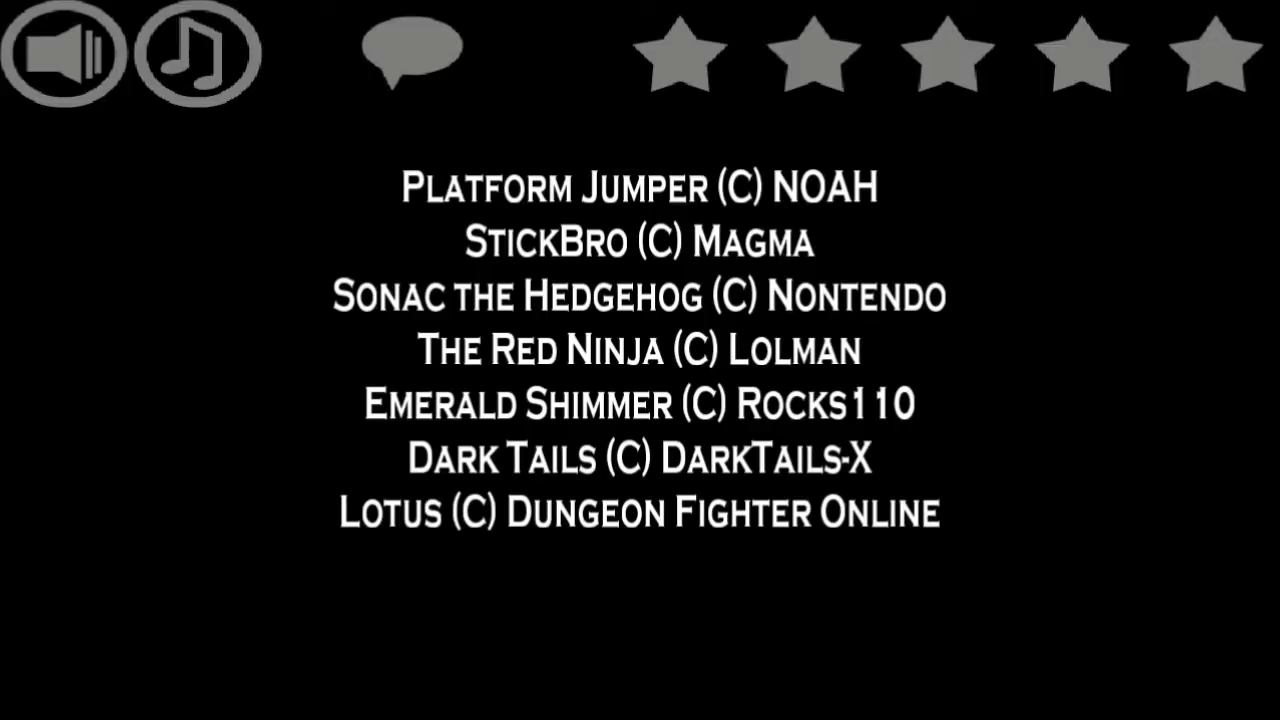 Platform Jumper (C) NOAH
StickBro (C) Magma
Sonac the Hedgehog (C) Nontendo
The Red Ninja (C) Lolman
Emerald Shimmer (C) Rocks110
Dark Tails (C) DarkTails-X
Lotus (C) Dungeon Fighter Online